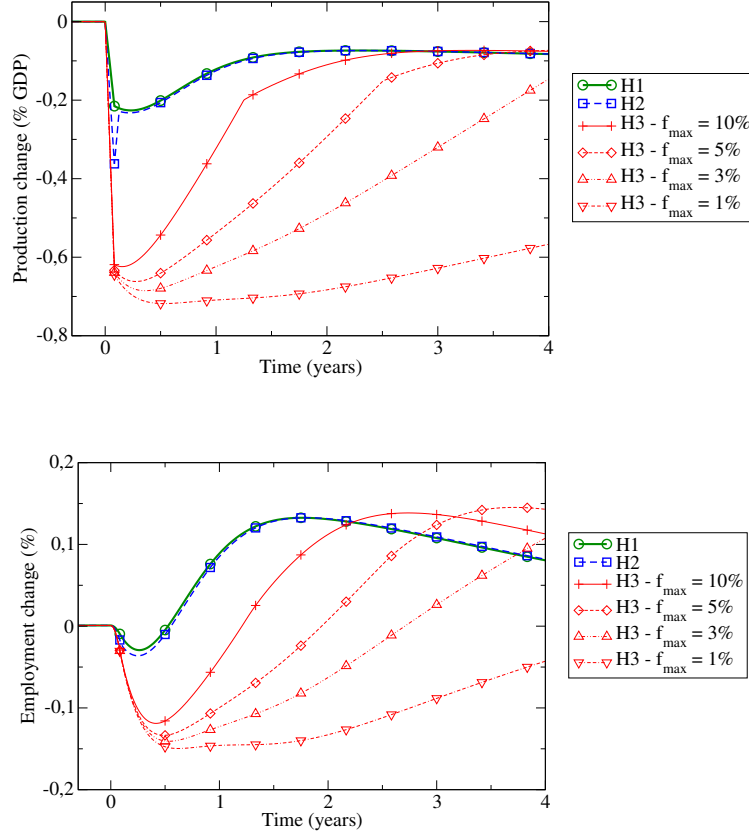 0
-0,2
-0,4
-0,6
-0,8
Production change (% GDP)
0 1 2 3 4
Time (years)
H1
H2
H3 - f_max = 10%
H3 - f_max = 5%
H3 - f_max = 3%
H3 - f_max = 1%
0,2
0,1
0
-0,1
-0,2
Employment change (%)
0 1 2 3 4
Time (years)
H1
H2
H3 - f_max = 10%
H3 - f_max = 5%
H3 - f_max = 3%
H3 - f_max = 1%